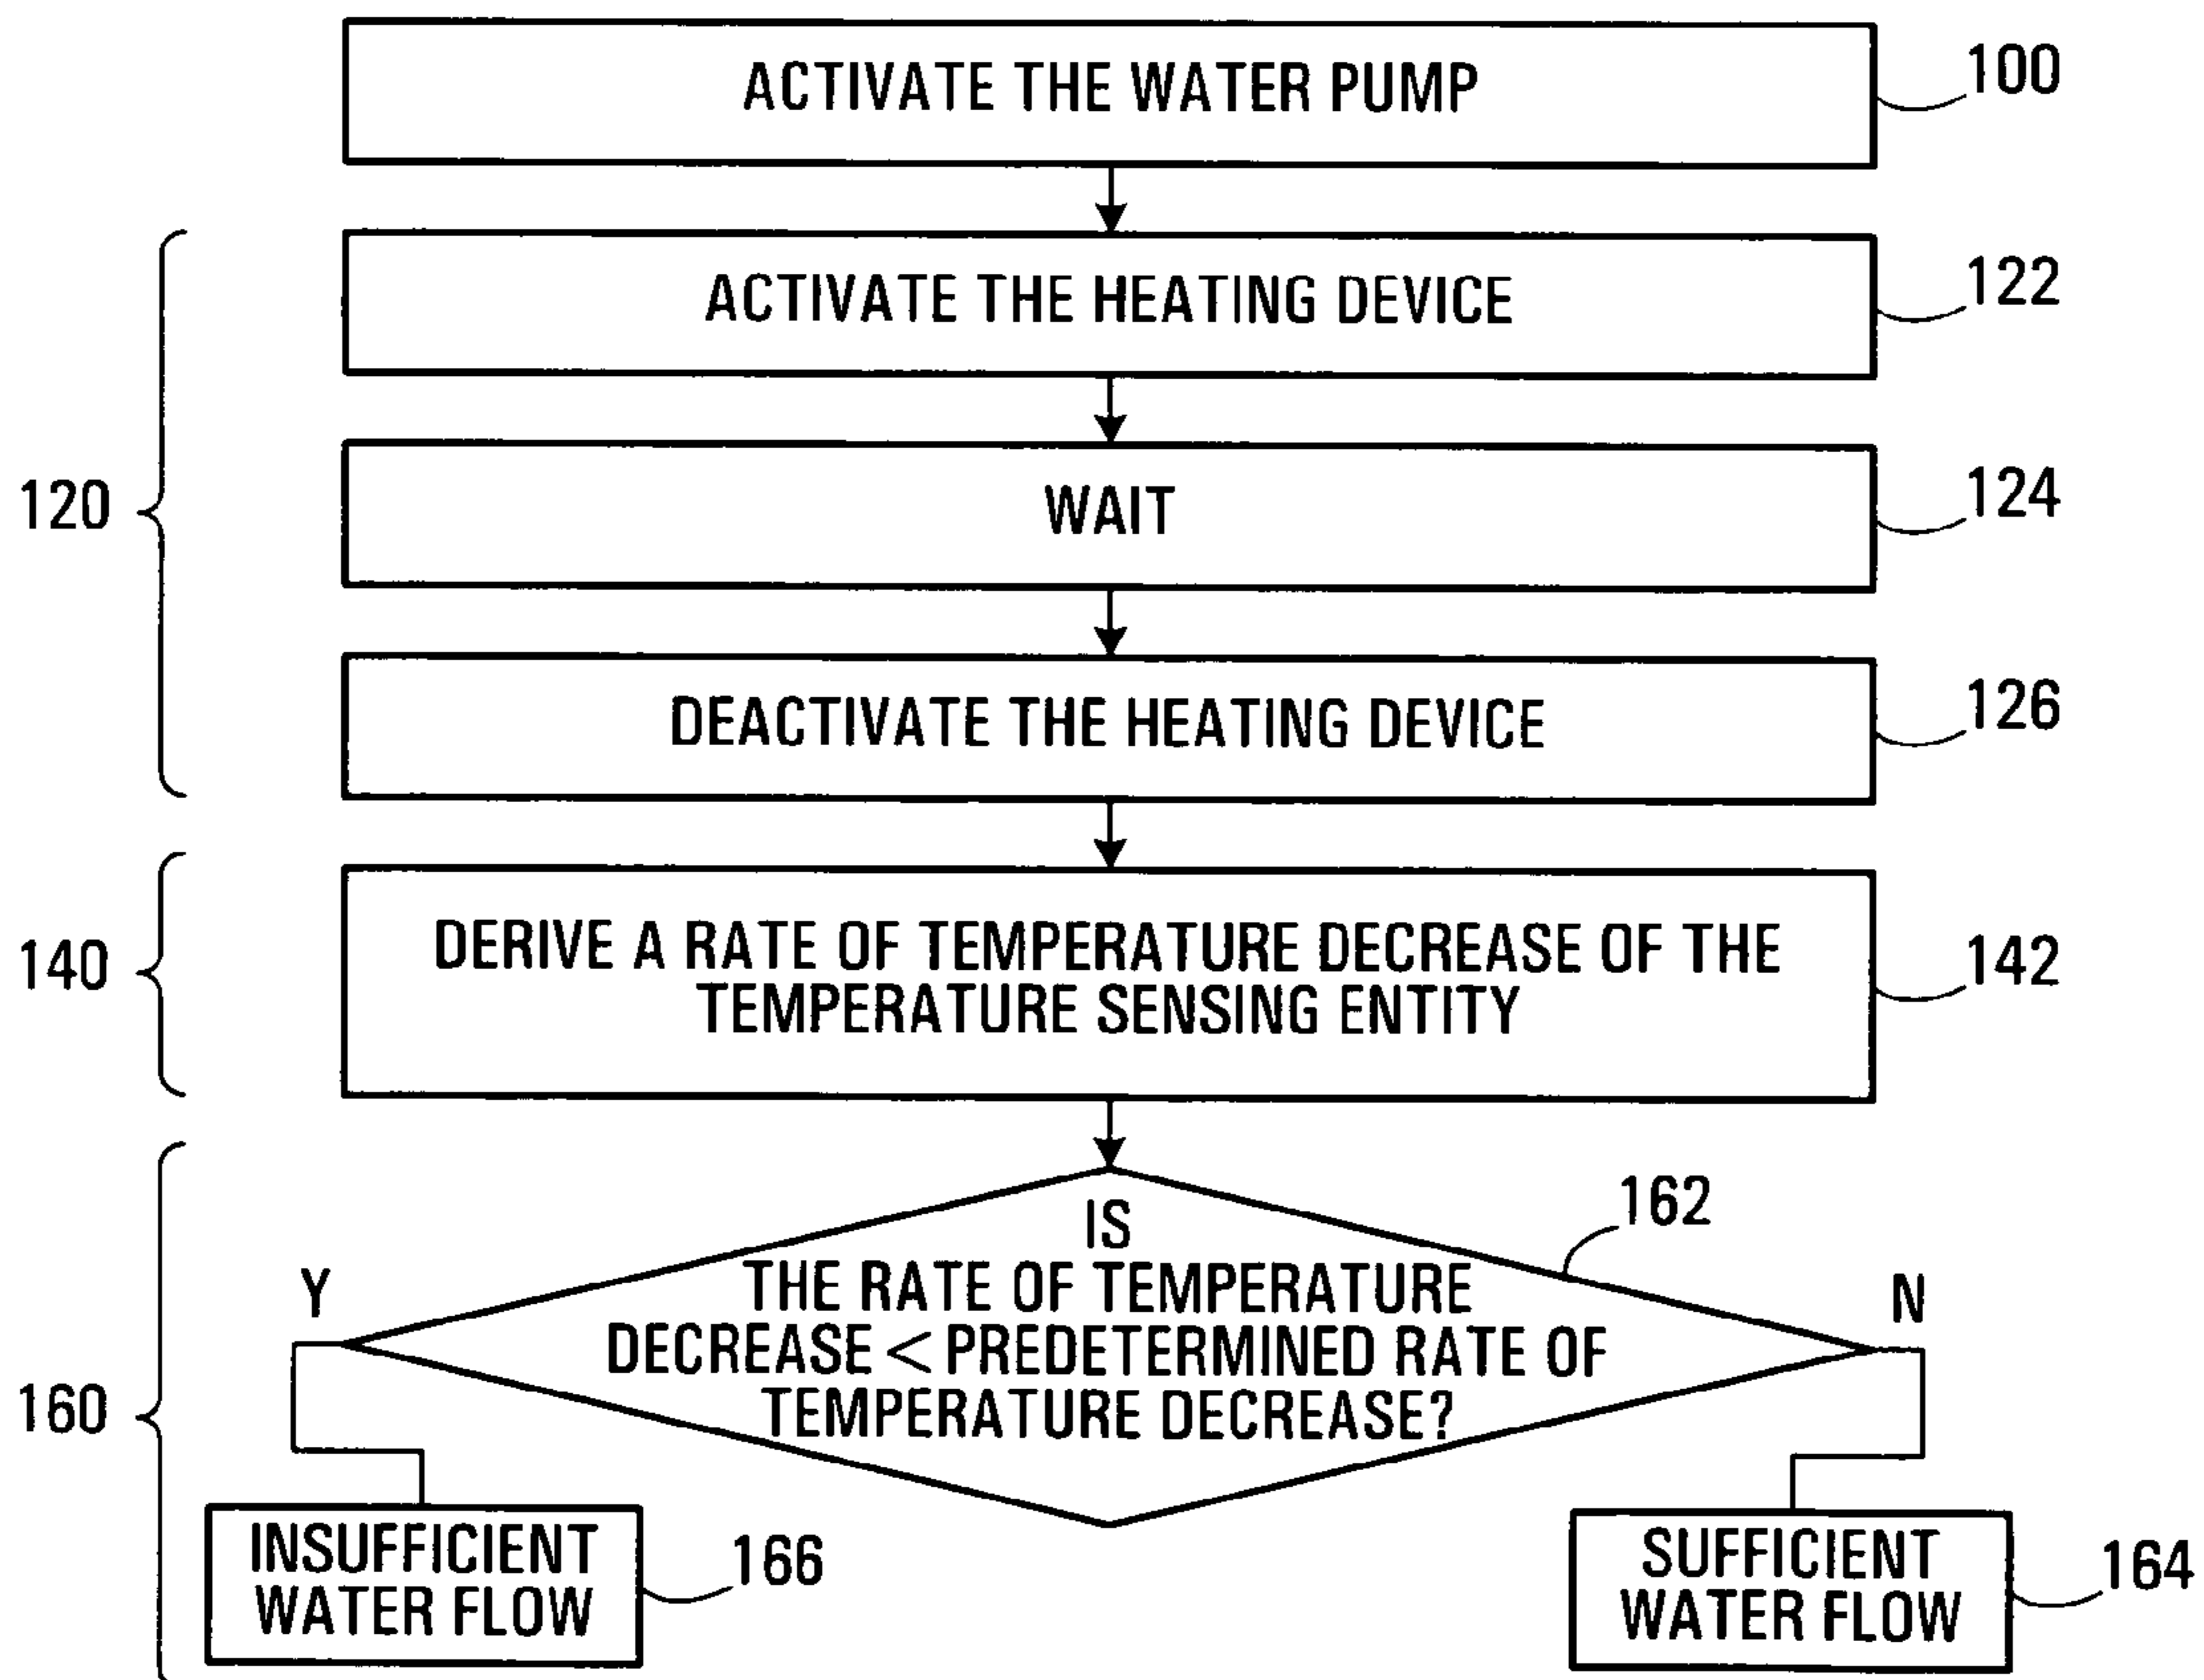 ACTIVATE THE WATER PUMP
100
ACTIVATE THE HEATING DEVICE
122
120
WAIT
124
DEACTIVATE THE HEATING DEVICE
126
140
DERIVE A RATE OF TEMPERATURE DECREASE OF THE
TEMPERATURE SENSING ENTITY
142
160
162
Y
IS
THE RATE OF TEMPERATURE
DECREASE < PREDETERMINED RATE OF
TEMPERATURE DECREASE?
N
INSUFFICIENT
WATER FLOW
166
SUFFICIENT
WATER FLOW
164